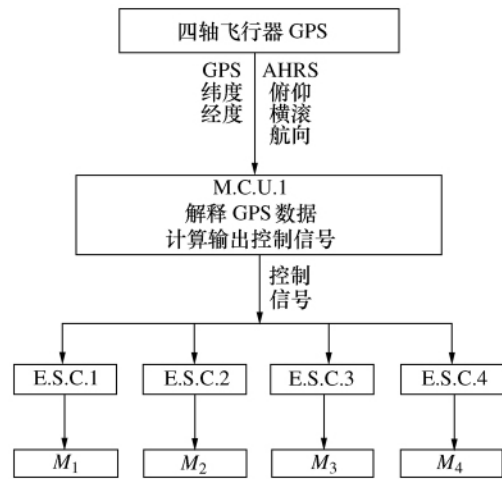 四轴飞行器 GPS
GPS
纬度
经度
AHRS
俯仰
横滚
航向
M.C.U.1
解释 GPS 数据
计算输出控制信号
控制
信号
E.S.C.1
E.S.C.2
E.S.C.3
E.S.C.4
M1
M2
M3
M4